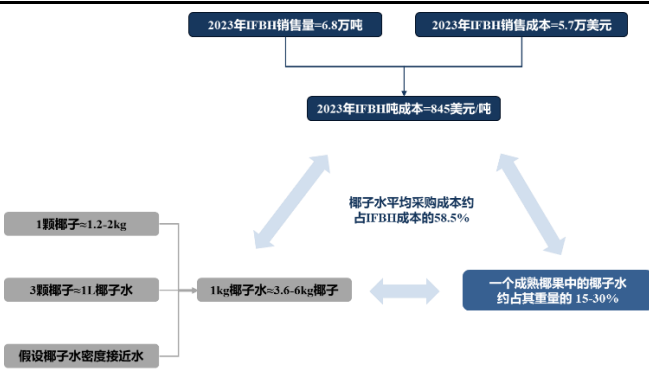 2023年IFBH销售量=6.8万吨
2023年IFBH销售成本=5.7万美元
2023年IFBH吨成本=845美元/吨
椰子水平均采购成本约
占IFBH成本的58.5%
1颗椰子≈1.2-2kg
3颗椰子≈1L椰子水
假设椰子水密度接近水
1kg椰子水≈3.6-6kg椰子
一个成熟椰果中的椰子水
约占其重量的 15-30%